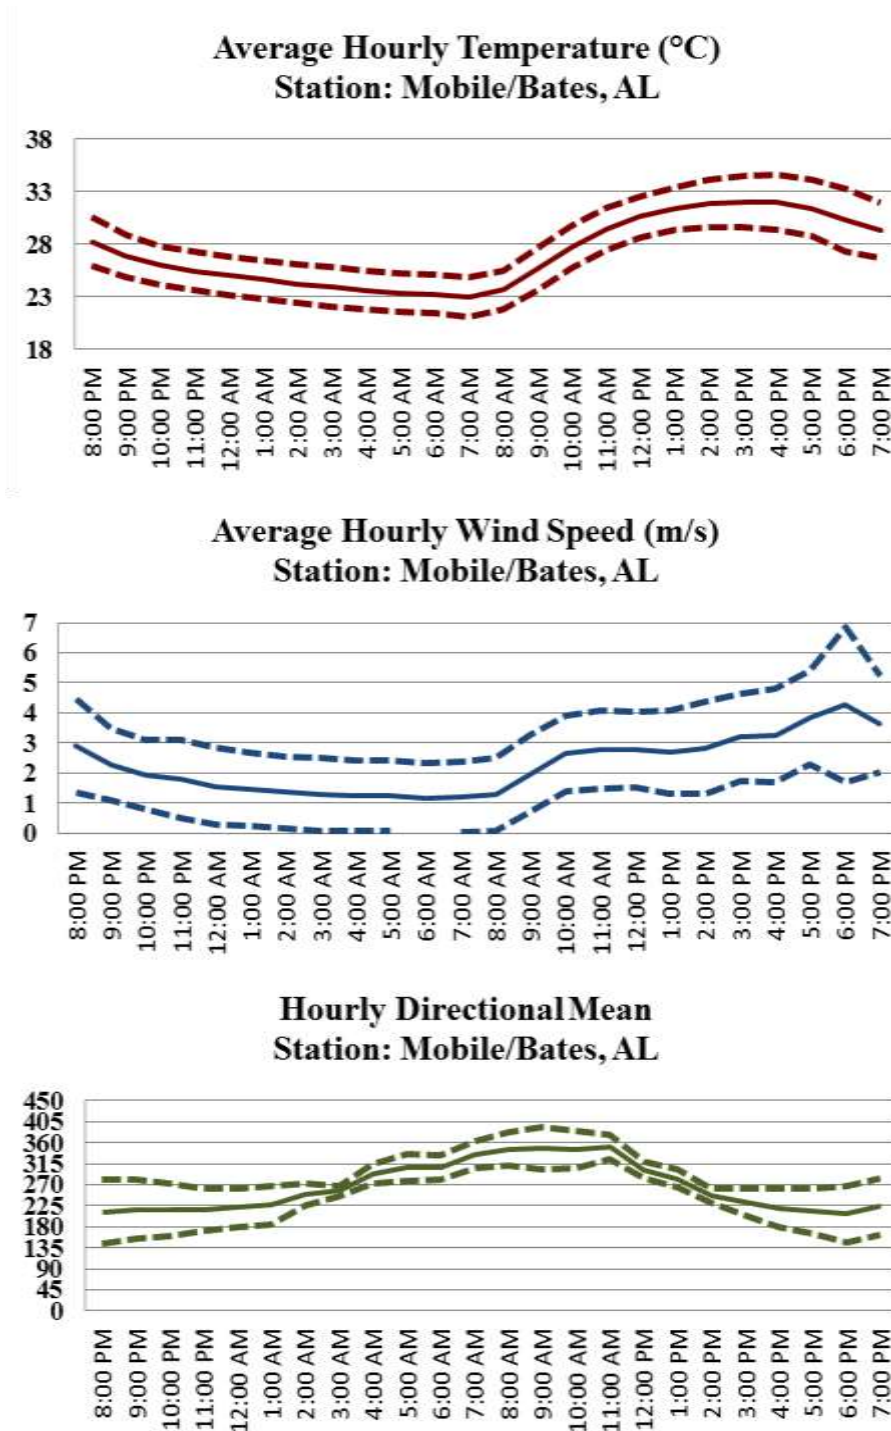 Average Hourly Temperature (°C)
Station: Mobile/Bates, AL
38
33
28
23
18
8:00 PM
9:00 PM
10:00 PM
11:00 PM
12:00 AM
1:00 AM
2:00 AM
3:00 AM
4:00 AM
5:00 AM
6:00 AM
7:00 AM
8:00 AM
9:00 AM
10:00 AM
11:00 AM
12:00 PM
1:00 PM
2:00 PM
3:00 PM
4:00 PM
5:00 PM
6:00 PM
7:00 PM
Average Hourly Wind Speed (m/s)
Station: Mobile/Bates, AL
7
6
5
4
3
2
1
0
8:00 PM
9:00 PM
10:00 PM
11:00 PM
12:00 AM
1:00 AM
2:00 AM
3:00 AM
4:00 AM
5:00 AM
6:00 AM
7:00 AM
8:00 AM
9:00 AM
10:00 AM
11:00 AM
12:00 PM
1:00 PM
2:00 PM
3:00 PM
4:00 PM
5:00 PM
6:00 PM
7:00 PM
Hourly Directional Mean
Station: Mobile/Bates, AL
450
405
360
315
270
225
180
135
90
45
0
8:00 PM
9:00 PM
10:00 PM
11:00 PM
12:00 AM
1:00 AM
2:00 AM
3:00 AM
4:00 AM
5:00 AM
6:00 AM
7:00 AM
8:00 AM
9:00 AM
10:00 AM
11:00 AM
12:00 PM
1:00 PM
2:00 PM
3:00 PM
4:00 PM
5:00 PM
6:00 PM
7:00 PM